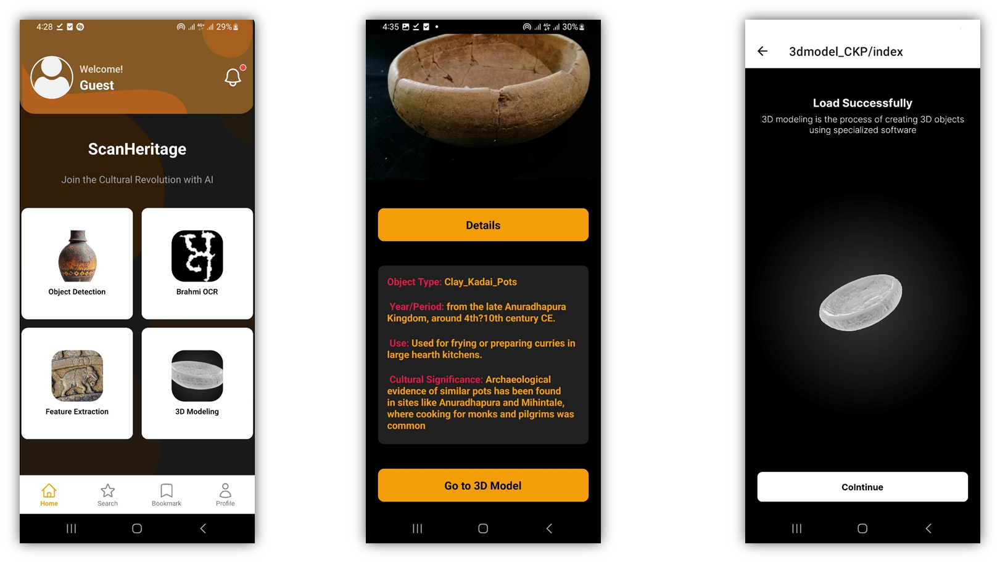 4:28
4G+
29%
Welcome!
Guest
ScanHeritage
Join the Cultural Revolution with AI
Object Detection
Brahmi OCR
Feature Extraction
3D Modeling
Home
Search
Bookmark
Profile
4:35
4G+
30%
Details
Object Type: Clay_Kadai_Pots
Year/Period: from the late Anuradhapura
Kingdom, around 4th?10th century CE.
Use: Used for frying or preparing curries in
large hearth kitchens.
Cultural Significance: Archaeological
evidence of similar pots has been found
in sites like Anuradhapura and Mihintale,
where cooking for monks and pilgrims was
common
Go to 3D Model
3dmodel_CKP/index
Load Successfully
3D modeling is the process of creating 3D objects
using specialized software
Colntinue